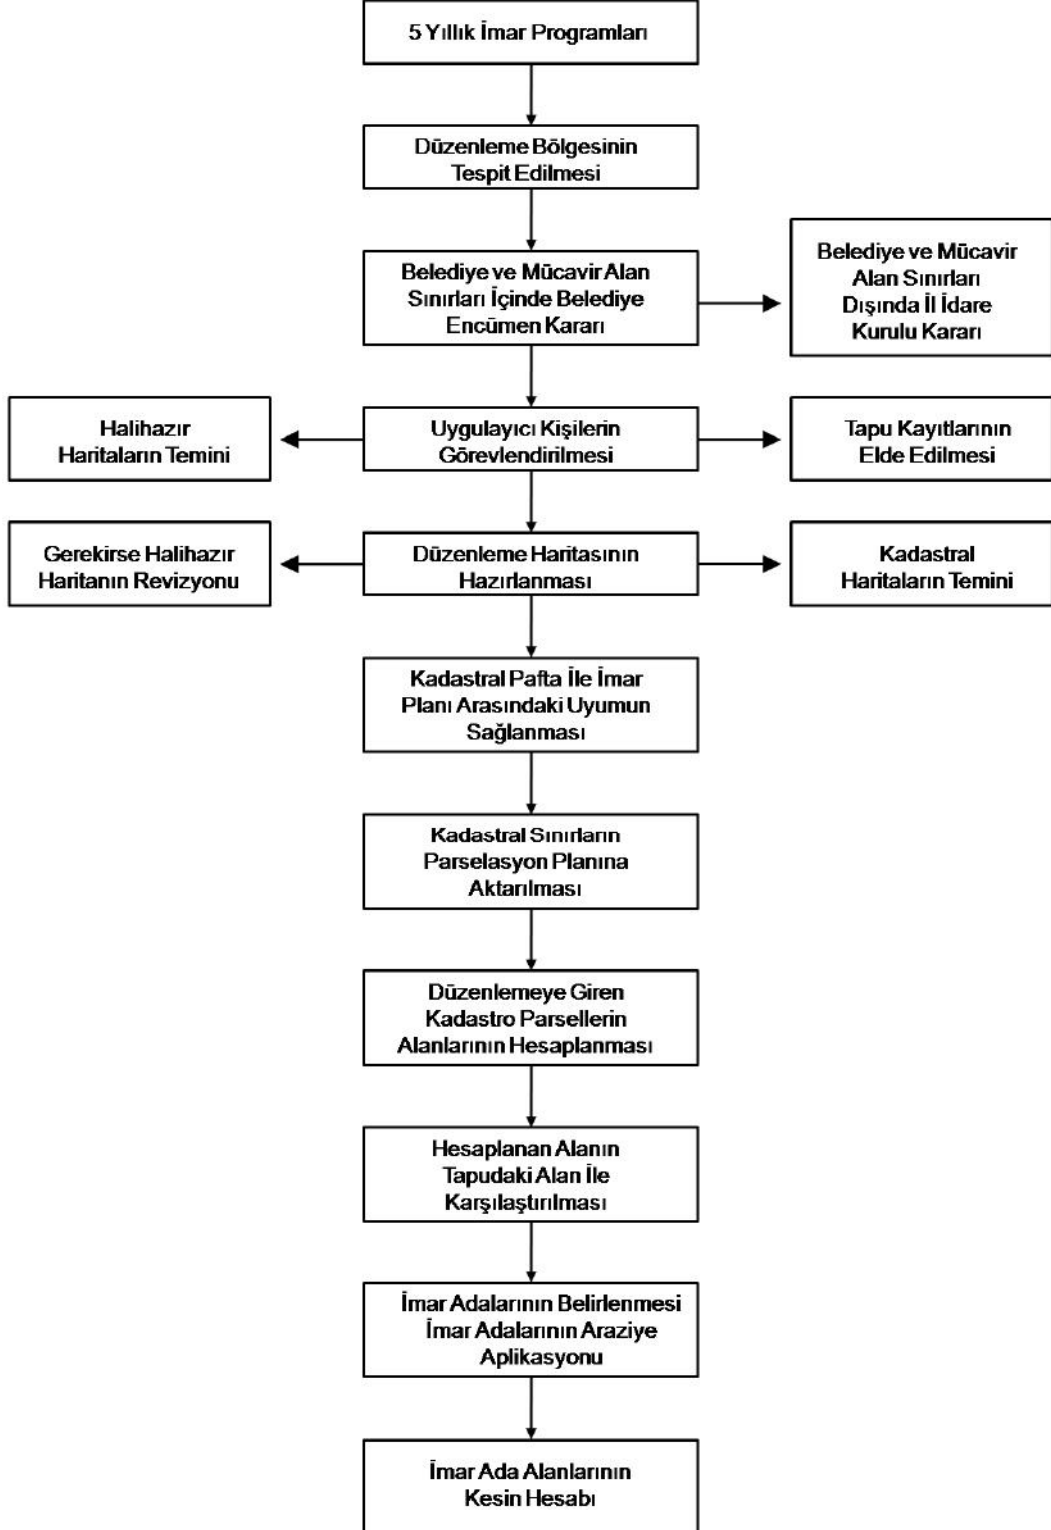 5 Yıllık İmar Programları
Düzenleme Bölgesinin
Tespit Edilmesi
Belediye ve Mücavir Alan
Sınırları İçinde Belediye
Encümen Kararı
Belediye ve Mücavir
Alan Sınırları
Dışında İl İdare
Kurulu Kararı
Halihazır
Haritaların Temini
Uygulayıcı Kişilerin
Görevlendirilmesi
Tapu Kayıtlarının
Elde Edilmesi
Gerekirse Halihazır
Haritanın Revizyonu
Düzenleme Haritasının
Hazırlanması
Kadastral
Haritaların Temini
Kadastral Pafta İle İmar
Planı Arasındaki Uyumun
Sağlanması
Kadastral Sınırların
Parselasyon Planına
Aktarılması
Düzenlemeye Giren
Kadastro Parsellerin
Alanlarının Hesaplanması
Hesaplanan Alanın
Tapudaki Alan İle
Karşılaştırılması
İmar Adalarının Belirlenmesi
İmar Adalarının Araziye
Aplikasyonu
İmar Ada Alanlarının
Kesin Hesabı